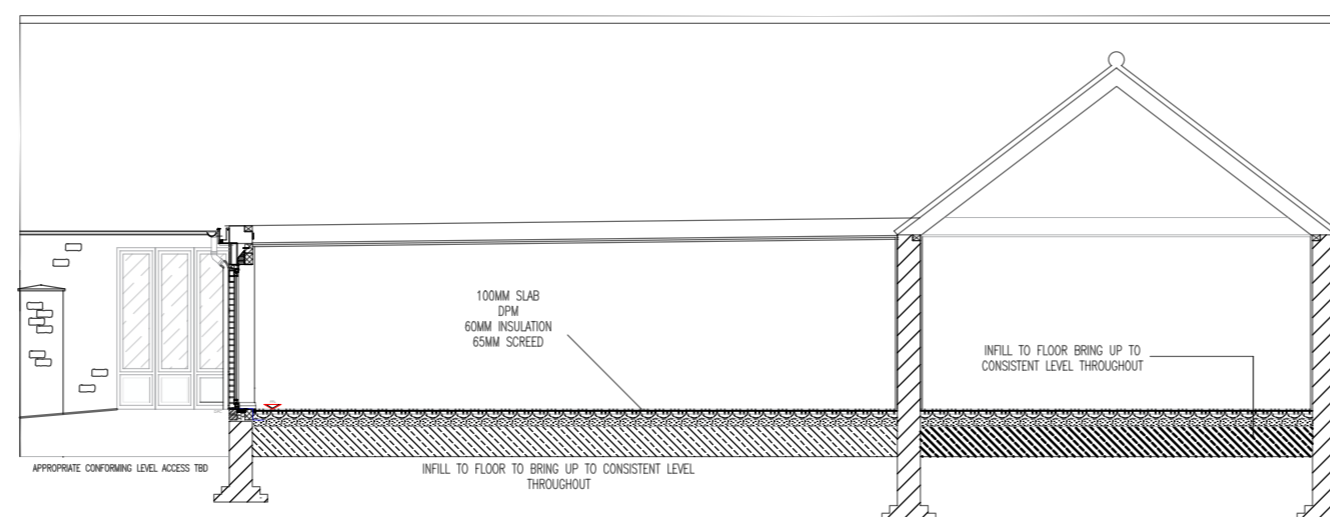 100MM SLAB
DPM
60MM INSULATION
65MM SCREED
INFILL TO FLOOR BRING UP TO
CONSISTENT LEVEL THROUGHOUT
APPROPRIATE CONFORMING LEVEL ACCESS TBD
INFILL TO FLOOR TO BRING UP TO CONSISTENT LEVEL
THROUGHOUT